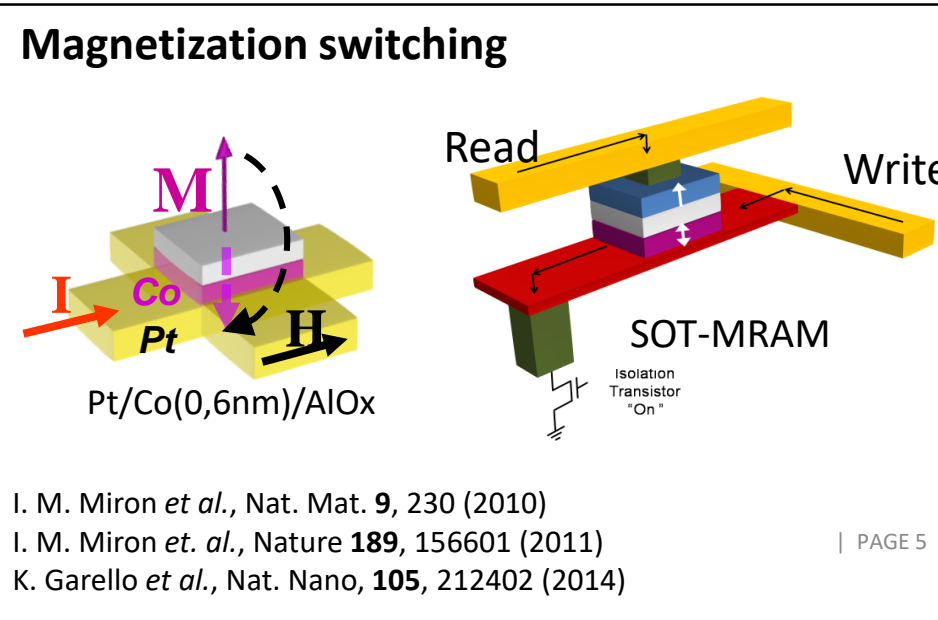 Magnetization switching
M
I
Co
Pt
H
Pt/Co(0,6nm)/AlOx
Read
Write
SOT-MRAM
Isolation
Transistor
"On "
I. M. Miron et al., Nat. Mat. 9, 230 (2010)
I. M. Miron et. al., Nature 189, 156601 (2011)
K. Garello et al., Nat. Nano, 105, 212402 (2014)
| PAGE 5